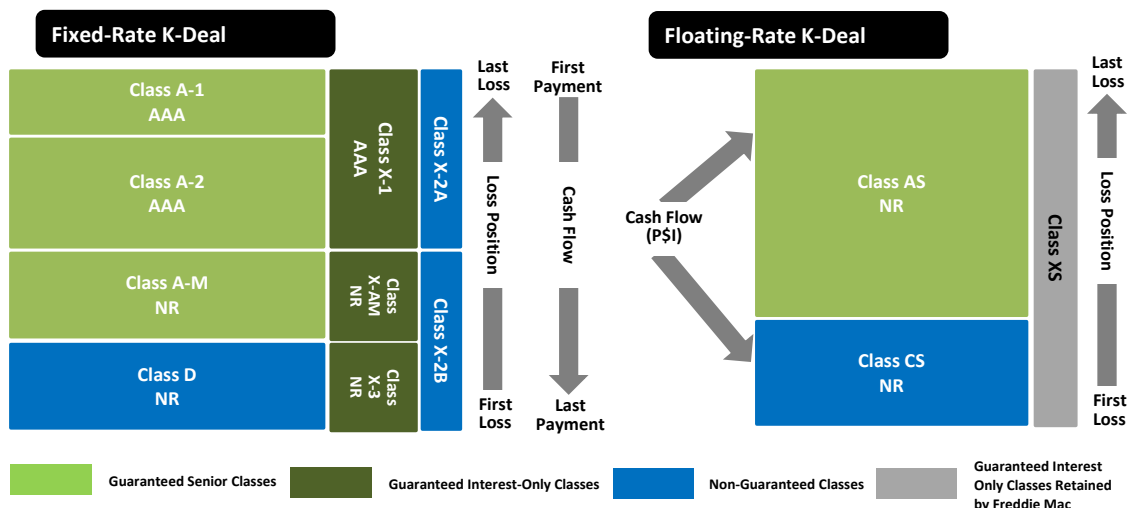 Fixed-Rate K-Deal
Class A-1
AAA
Class A-2
AAA
Class A-M
NR
Class D
NR
Class X-1
AAA
Class
X-AM
NR
Class
X-3
NR
Class X-2A
Class X-2B
Last
Loss
Loss Position
First
Loss
First
Payment
Cash Flow
Last
Payment
Floating-Rate K-Deal
Cash Flow
(P$I)
Class AS
NR
Class CS
NR
Class XS
Last
Loss
Loss Position
First
Loss
Guaranteed Senior Classes
Guaranteed Interest-Only Classes
Non-Guaranteed Classes
Guaranteed Interest
Only Classes Retained
by Freddie Mac